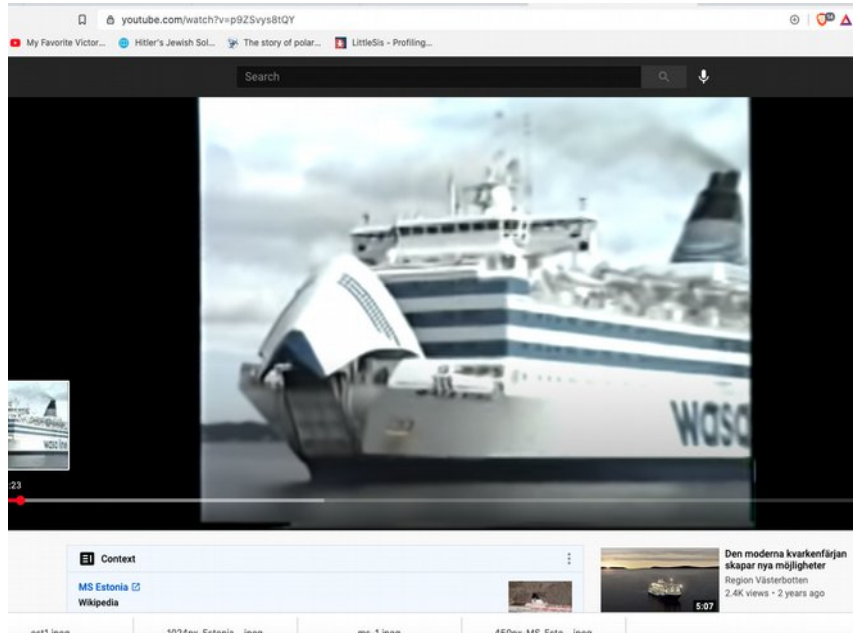 youtube.com/watch?v=p9ZSvys8tQY
My Favorite Victor... Hitler's Jewish Sol... The story of polar... LittleSis - Profiling...
Search
wasa
wasa line
:23
Context
MS Estonia
Wikipedia
Den moderna kvarkenfärjan
skapar nya möjligheter
Region Västerbotten
2.4K views • 2 years ago
5:07